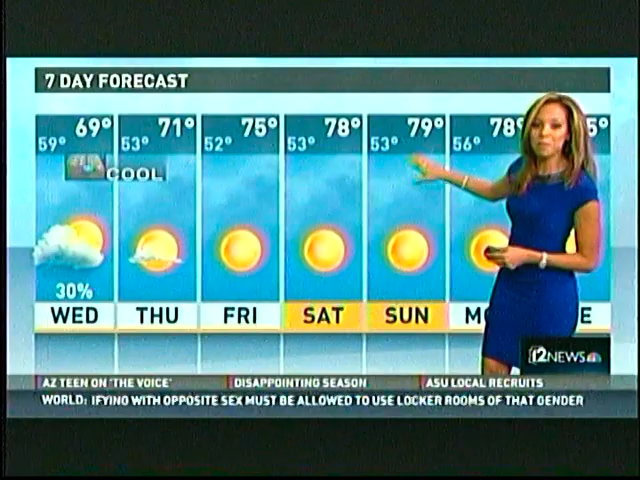 7 DAY FORECAST
69° 71° 75° 78° 79° 78° 5°
59° 53° 52° 53° 53° 56°
COOL
30%
WED THU FRI SAT SUN MO E
12NEWS
AZ TEEN ON 'THE VOICE' DISAPPOINTING SEASON ASU LOCAL RECRUITS
WORLD: IFYING WITH OPPOSITE SEX MUST BE ALLOWED TO USE LOCKER ROOMS OF THAT GENDER